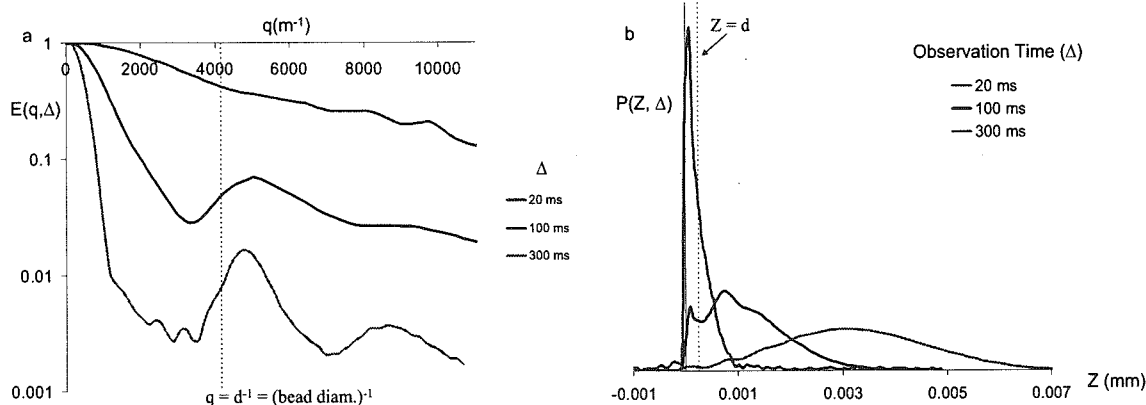 q(m⁻¹)
a
1
0 2000 4000 6000 8000 10000
E(q,Δ)
0.1
0.01
0.001
Δ
20 ms
100 ms
300 ms
q = d⁻¹ = (bead diam.)⁻¹
b
Z = d
P(Z, Δ)
Observation Time (Δ)
20 ms
100 ms
300 ms
-0.001 0.001 0.003 0.005 0.007
Z (mm)